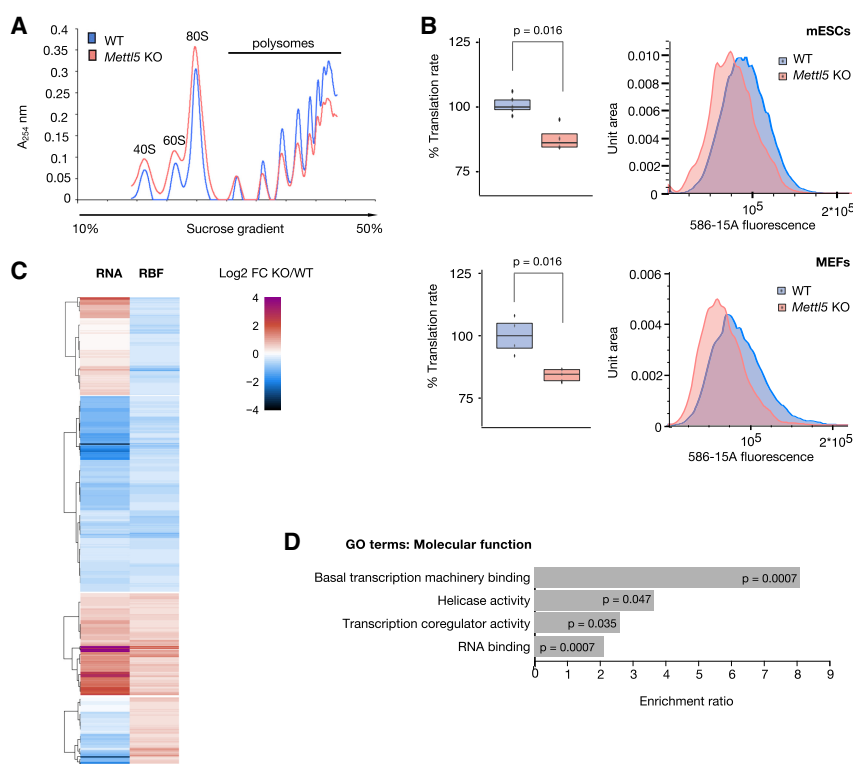 A
0.4
0.35
0.3
0.25
0.2
0.15
0.1
0.05
0
A254 nm
WT
Mettl5 KO
40S
60S
80S
polysomes
10%
Sucrose gradient
50%
B
125
100
75
% Translation rate
p = 0.016
mESCs
0.010
0.008
0.006
0.004
0.002
0
Unit area
WT
Mettl5 KO
10^5
2*10^5
586-15A fluorescence
125
100
75
% Translation rate
p = 0.016
MEFs
0.006
0.004
0.002
0
Unit area
WT
Mettl5 KO
10^5
2*10^5
586-15A fluorescence
C
RNA RBF
Log2 FC KO/WT
4
2
0
−2
−4
D
GO terms: Molecular function
Basal transcription machinery binding p = 0.0007
Helicase activity p = 0.047
Transcription coregulator activity p = 0.035
RNA binding p = 0.0007
0 1 2 3 4 5 6 7 8 9
Enrichment ratio